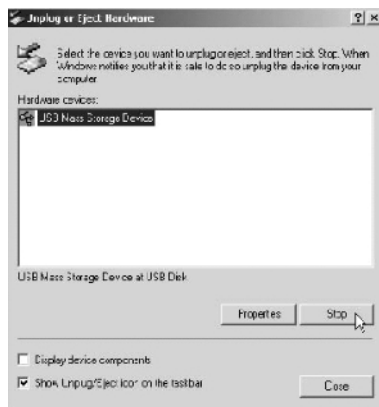 Unplug or Eject Hardware
Select the device you want to unplug or eject, and then click Stop. When
Windows notifies you that it is safe to do so unplug the device from your
computer.
Hardware devices:
USB Mass Storage Device
USB Mass Storage Device at USB Disk
Properties
Stop
Display device components
Show Unplug/Eject icon on the taskbar
Close